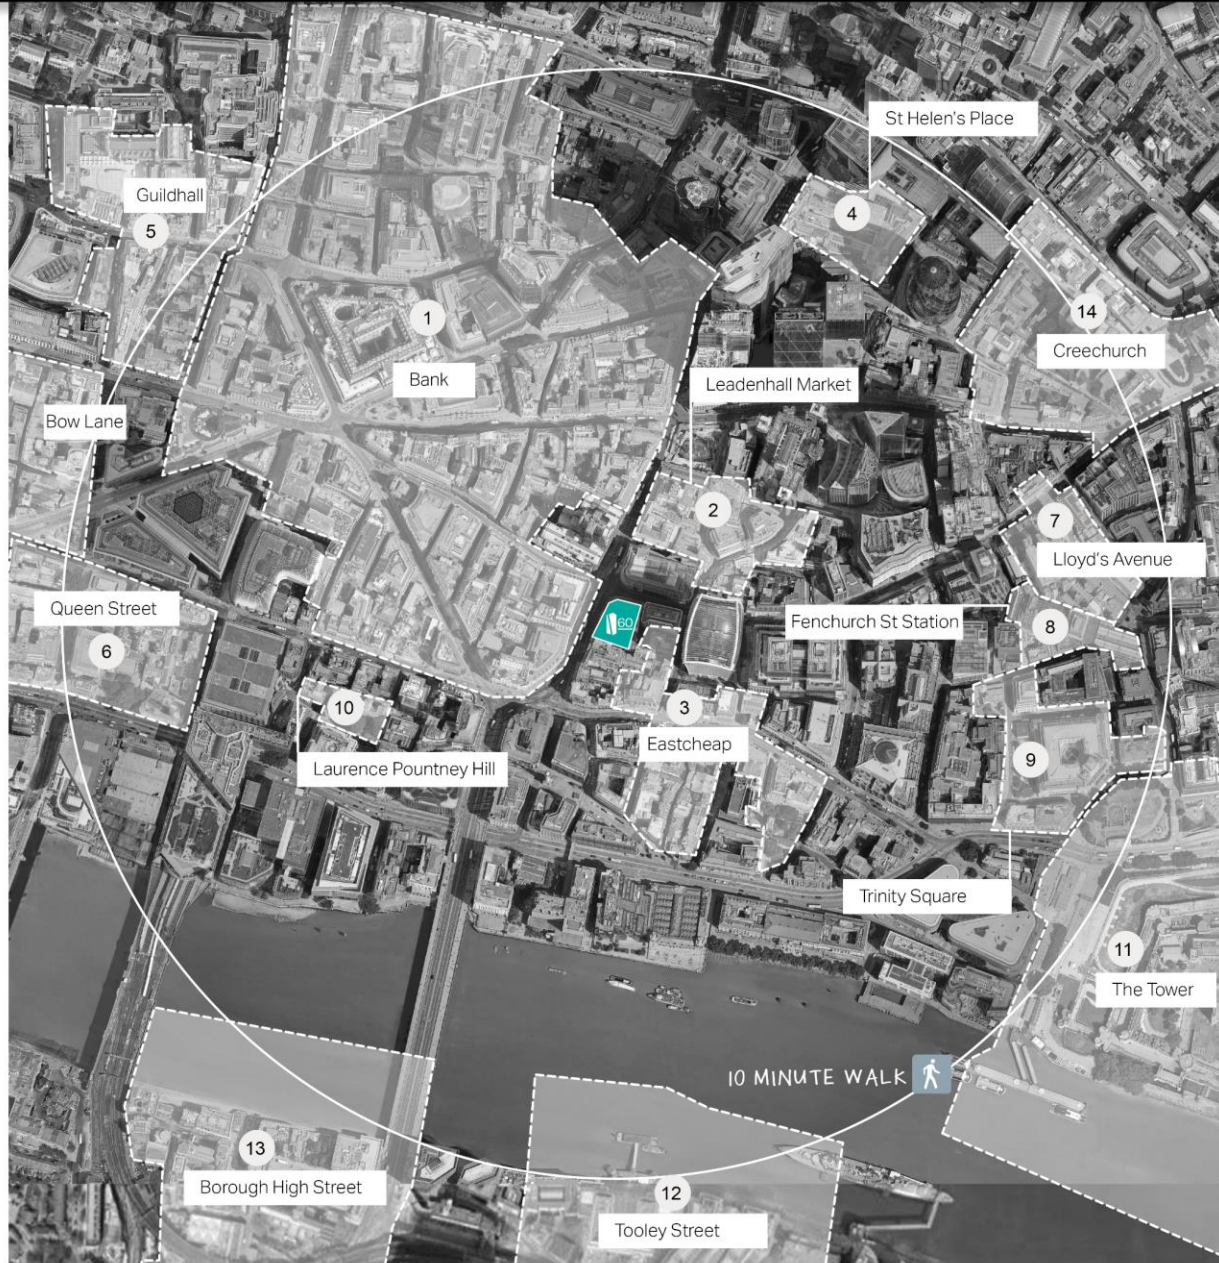 St Helen's Place
4
Guildhall
5
14
Creechurch
1
Bank
Leadenhall Market
Bow Lane
2
7
Lloyd's Avenue
Queen Street
6
60
Fenchurch St Station
8
10
3
Eastcheap
9
Laurence Pountney Hill
Trinity Square
11
The Tower
10 MINUTE WALK
13
Borough High Street
12
Tooley Street